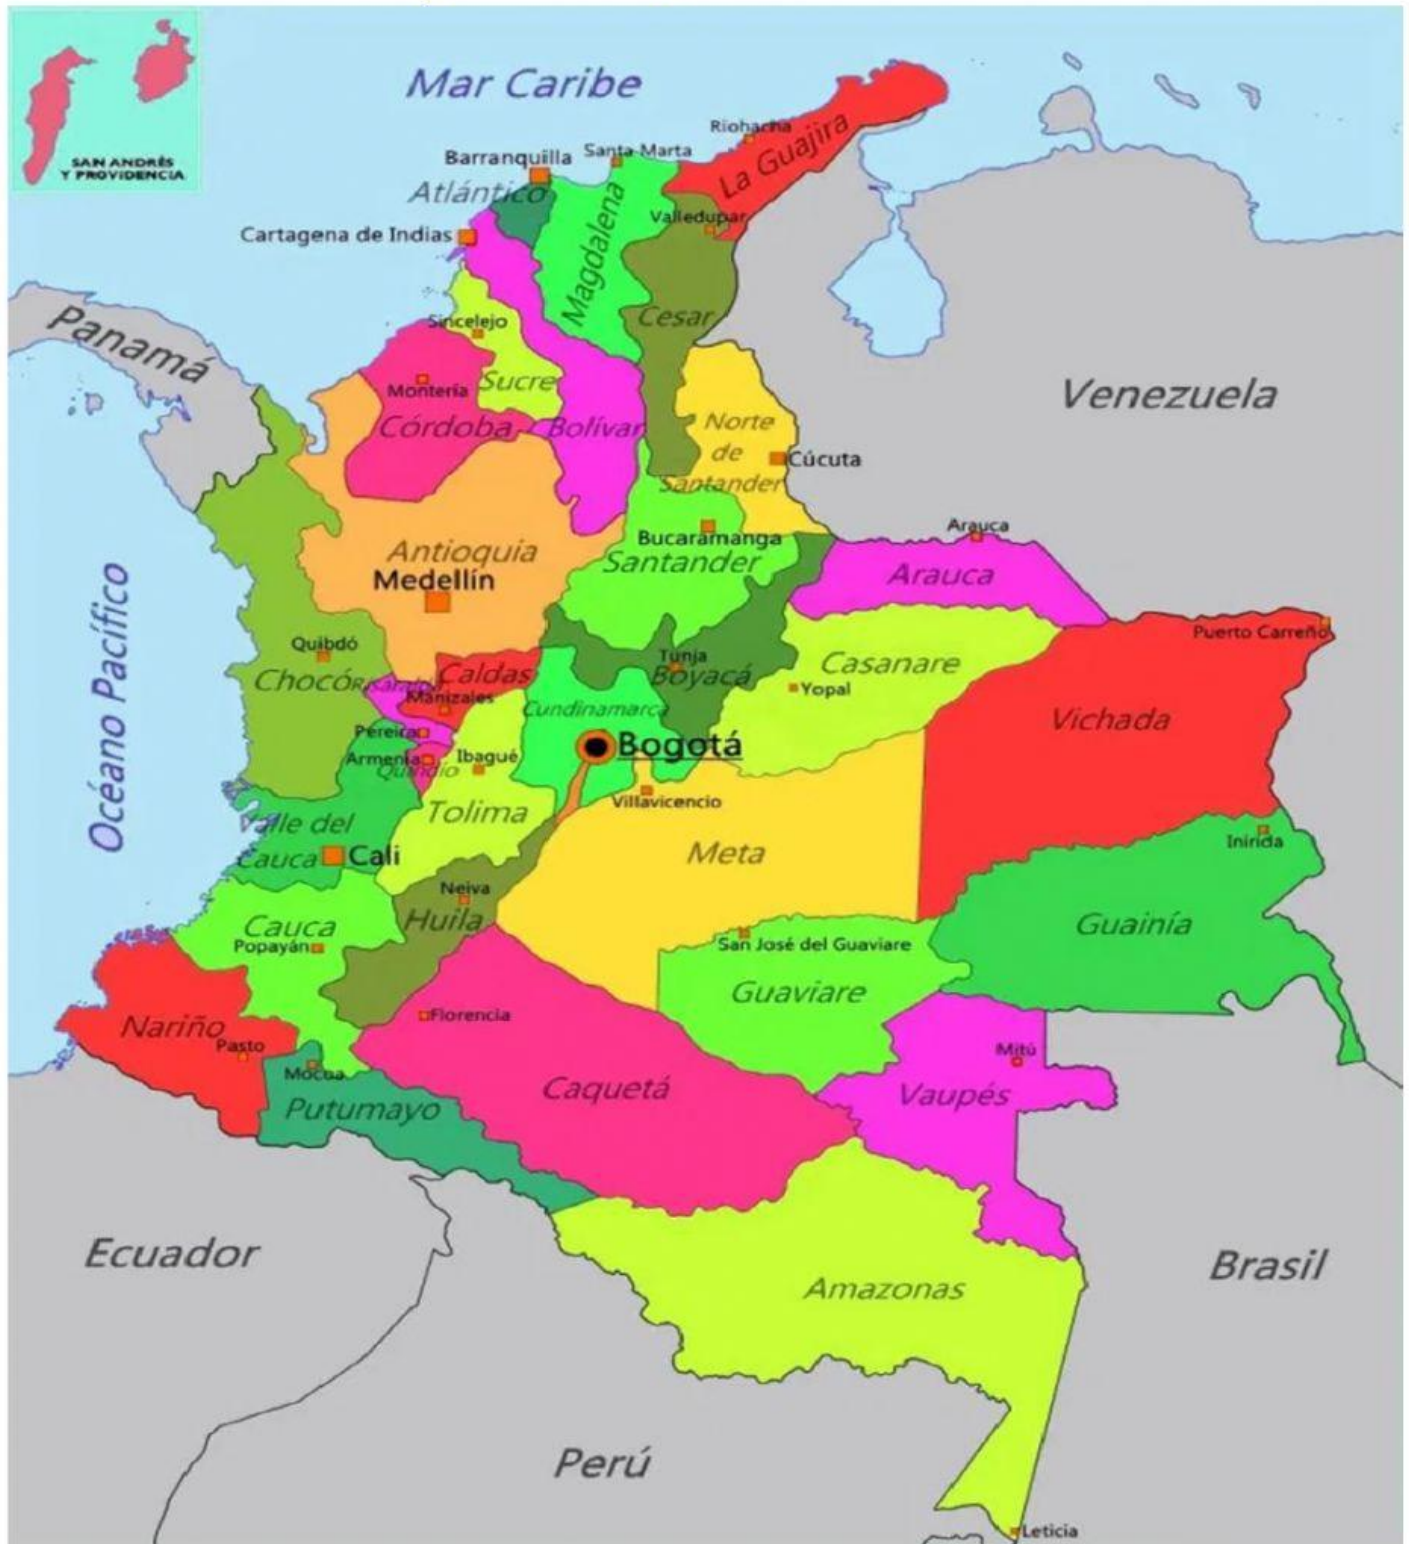 Mar Caribe
SAN ANDRÉS
Y PROVIDENCIA
Riohacha
La Guajira
Santa Marta
Barranquilla
Atlántico
Magdalena
Valledupar
Cartagena de Indias
Cesar
Sincelejo
Panamá
Sucre
Montería
Córdoba
Bolívar
Venezuela
Norte
de
Santander
Cúcuta
Bucaramanga
Santander
Arauca
Arauca
Antioquia
Medellín
Océano Pacífico
Quibdó
Chocó
Risaralda
Caldas
Manizales
Tunja
Boyacá
Casanare
Yopal
Puerto Carreño
Vichada
Cundinamarca
Bogotá
Pereira
Armenia
Quindío
Ibagué
Tolima
Villavicencio
Valle del
Cauca
Cali
Meta
Inírida
Guainía
Neiva
Huila
Cauca
Popayán
San José del Guaviare
Guaviare
Nariño
Pasto
Florencia
Mocoa
Putumayo
Caquetá
Mitú
Vaupés
Ecuador
Brasil
Amazonas
Perú
Leticia